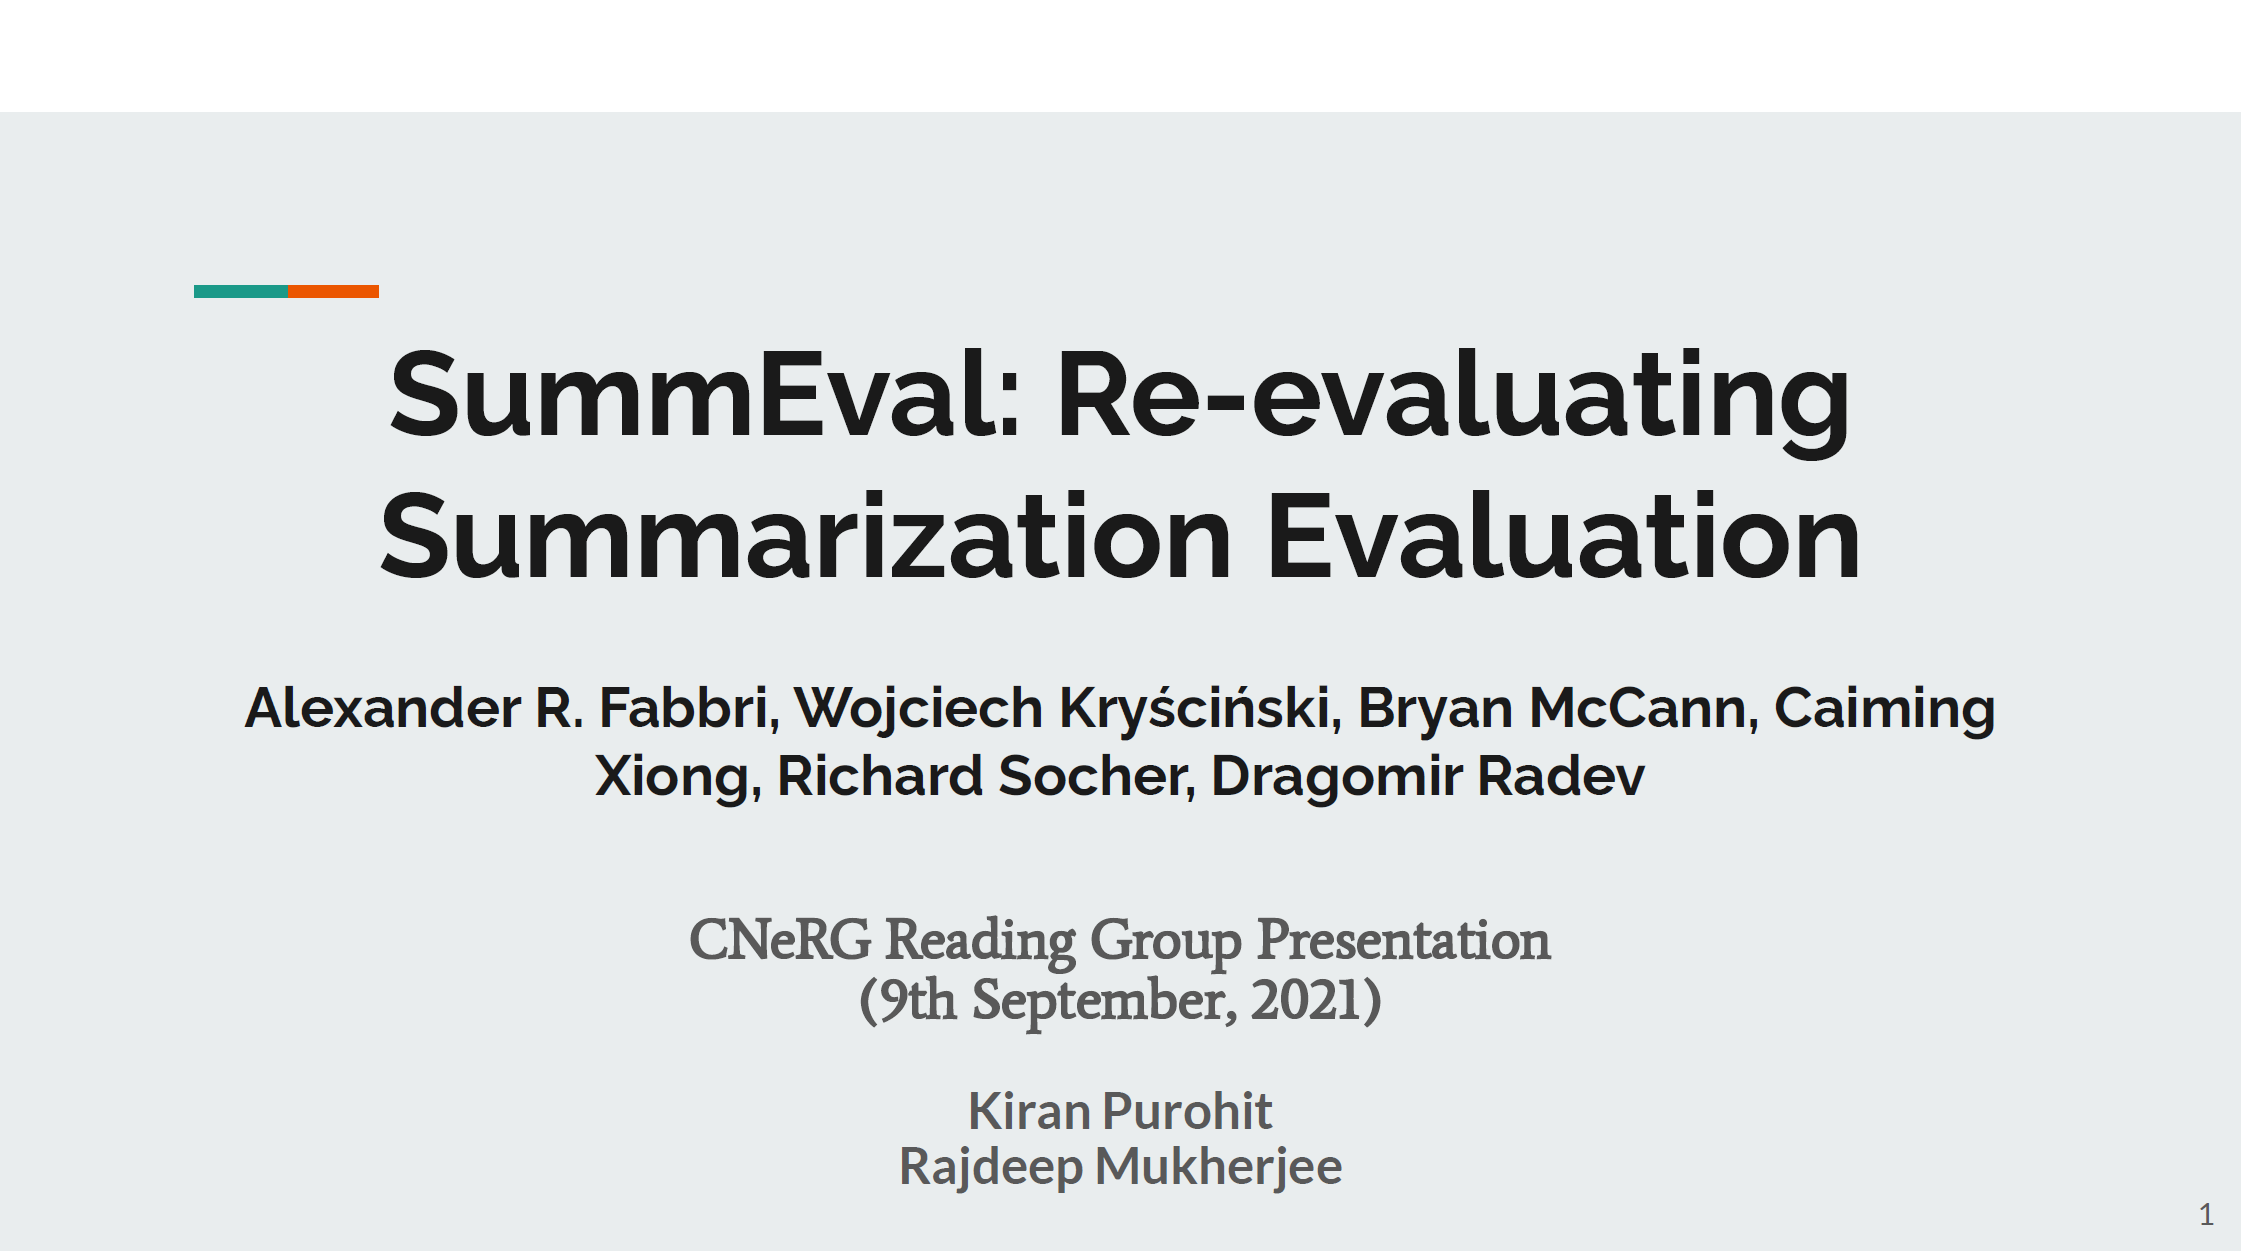 SummEval: Re-evaluating
Summarization Evaluation
Alexander R. Fabbri, Wojciech Kryściński, Bryan McCann, Caiming
Xiong, Richard Socher, Dragomir Radev
CNeRG Reading Group Presentation
(9th September, 2021)
Kiran Purohit
Rajdeep Mukherjee
1